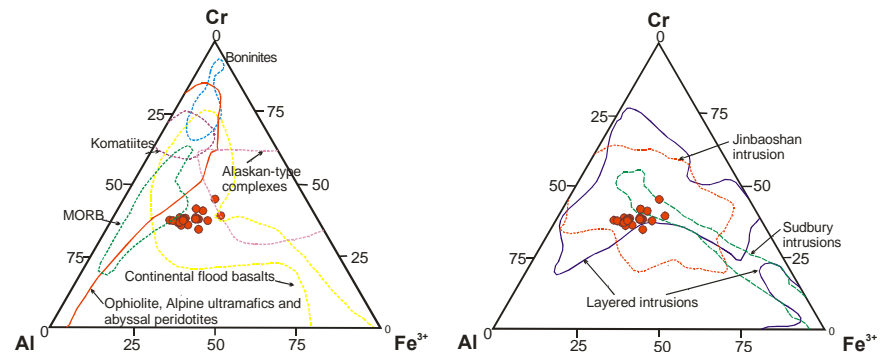 Cr
0
Boninites
25
75
Komatiites
Alaskan-type
complexes
50
50
MORB
75
25
Continental flood basalts
Ophiolite, Alpine ultramafics and
abyssal peridotites
0
0
Al
25
50
75
Fe³⁺
Cr
0
25
75
Jinbaoshan
intrusion
50
50
Sudbury
intrusions
75
25
Layered intrusions
0
0
Al
25
50
75
Fe³⁺